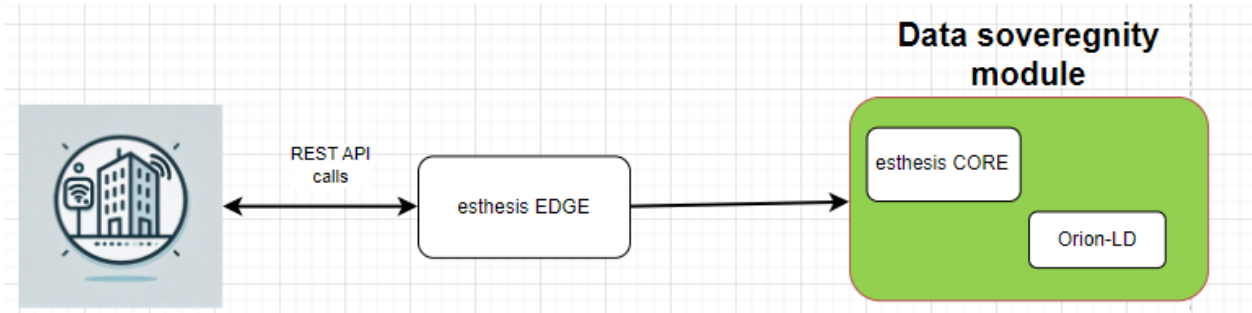 Data soveregnity
module
REST API
calls
esthesis EDGE
esthesis CORE
Orion-LD